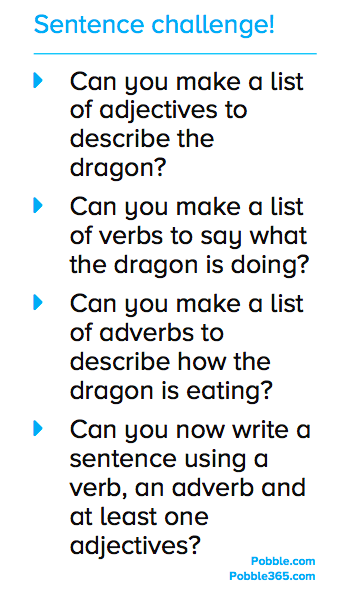 Sentence challenge!
Can you make a list
of adjectives to
describe the
dragon?
Can you make a list
of verbs to say what
the dragon is doing?
Can you make a list
of adverbs to
describe how the
dragon is eating?
Can you now write a
sentence using a
verb, an adverb and
at least one
adjectives?
Pobble.com
Pobble365.com